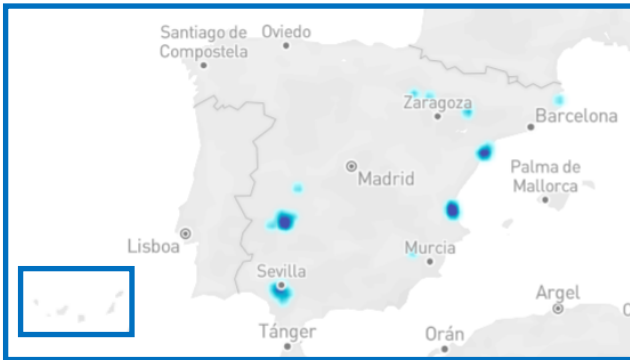 Santiago de
Compostela
Oviedo
Zaragoza
Barcelona
Madrid
Palma de
Mallorca
Lisboa
Murcia
Sevilla
Argel
Tánger
Orán